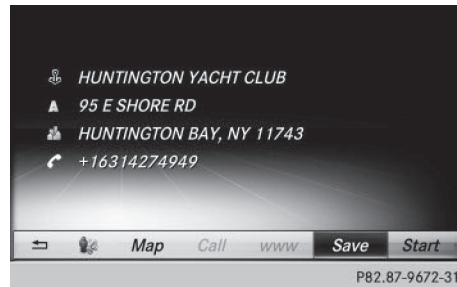 HUNTINGTON YACHT CLUB
95 E SHORE RD
HUNTINGTON BAY, NY 11743
+16314274949
Map Call www Save Start
P82.87-9672-31